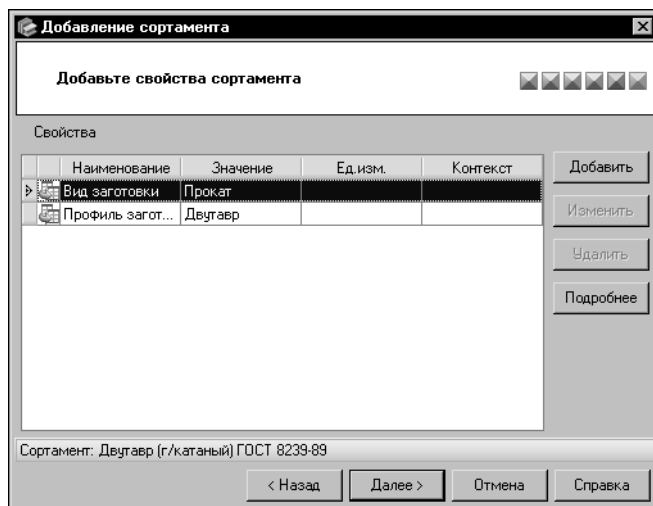 Добавление сортамента
Добавьте свойства сортамента
Свойства
Наименование Значение Ед.изм. Контекст
Вид заготовки Прокат
Профиль загот... Двутавр
Добавить
Изменить
Удалить
Подробнее
Сортамент: Двутавр (г/катаный) ГОСТ 8239-89
< Назад Далее > Отмена Справка